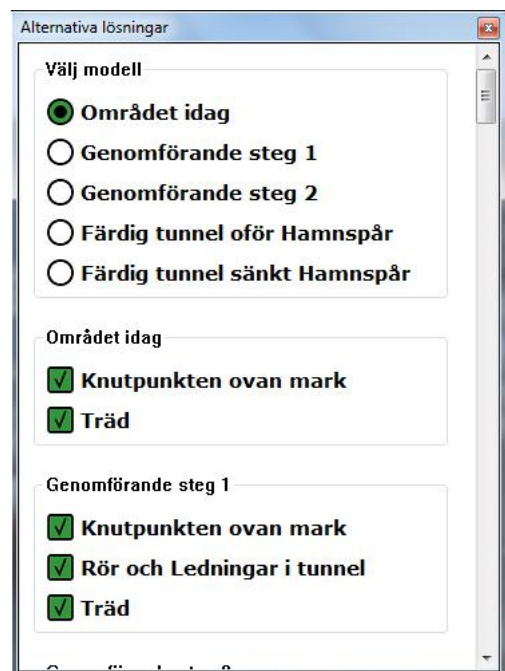 Alternativa lösningar
Välj modell
Området idag
Genomförande steg 1
Genomförande steg 2
Färdig tunnel oför Hamnspår
Färdig tunnel sänkt Hamnspår
Området idag
Knutpunkten ovan mark
Träd
Genomförande steg 1
Knutpunkten ovan mark
Rör och Ledningar i tunnel
Träd